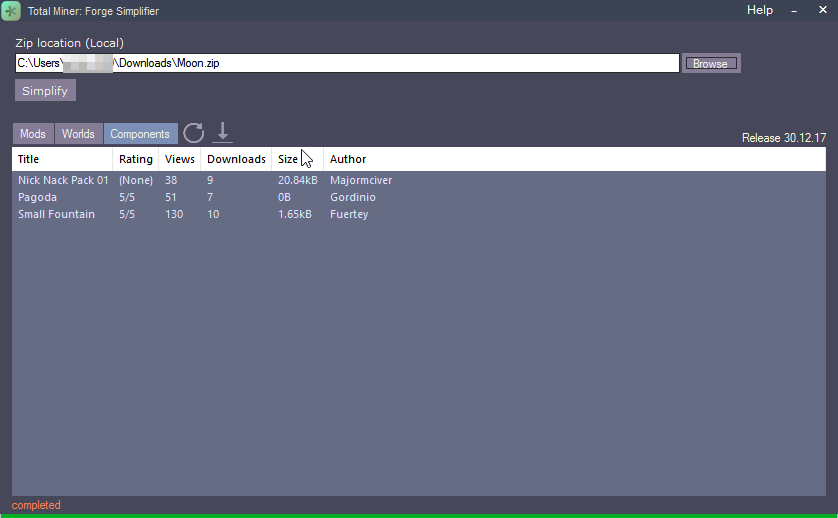 Total Miner: Forge Simplifier Help
Zip location (Local)
C:\Users\ \Downloads\Moon.zip Browse
Simplify
Mods Worlds Components Release 30.12.17
Title Rating Views Downloads Size Author
Nick Nack Pack 01 (None) 38 9 20.84kB Majormciver
Pagoda 5/5 51 7 0B Gordinio
Small Fountain 5/5 130 10 1.65kB Fuertey
completed